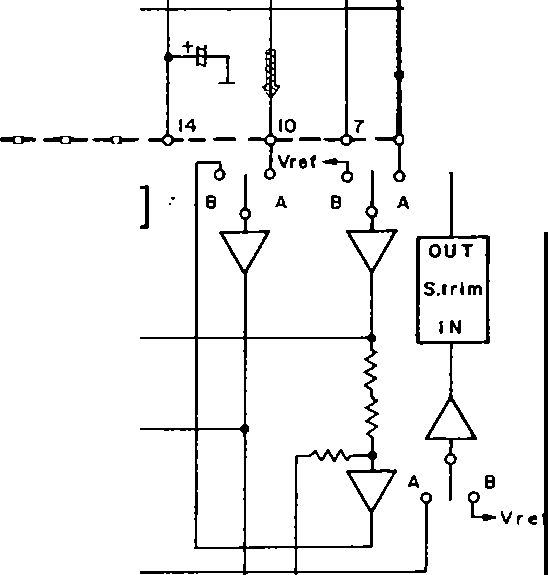 +
14 10 7
Vref
B A B A
]
OUT
S.trim
IN
A B
Vref